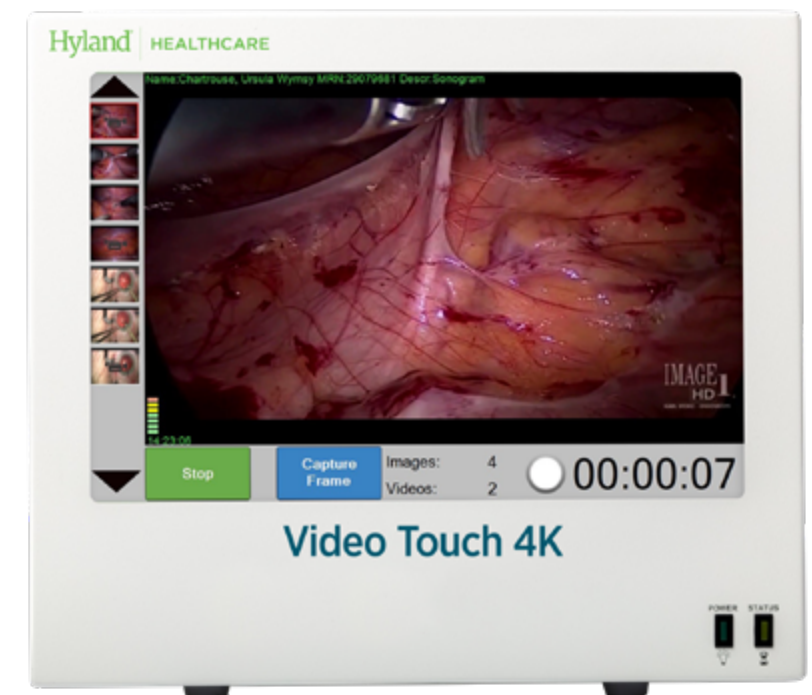 Hyland HEALTHCARE
Name:Chartrouse, Ursula Wymsy MRN:29079681 Descr:Sonogram
IMAGE1
HD
14:23:06
Stop
Capture
Frame
Images: 4
Videos: 2
00:00:07
Video Touch 4K
POWER STATUS